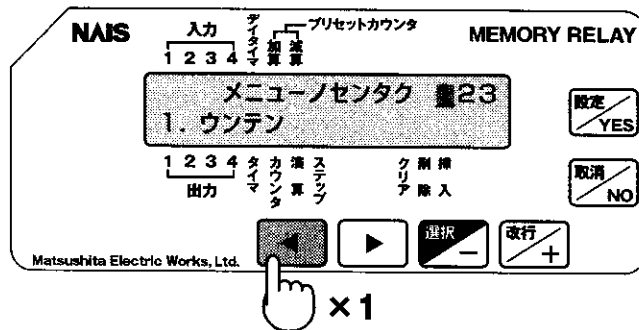 NAIS
入力
1 2 3 4
デイタイマ
加算
減算
プリセットカウンタ
MEMORY RELAY
メニューノセンタク 23
1. ウンテン
1 2 3 4
出力
タイマ
カウンタ
演算
ステップ
クリア
削除
挿入
設定/YES
取消/NO
◀
▶
選択/−
改行/+
Matsushita Electric Works, Ltd.
×1